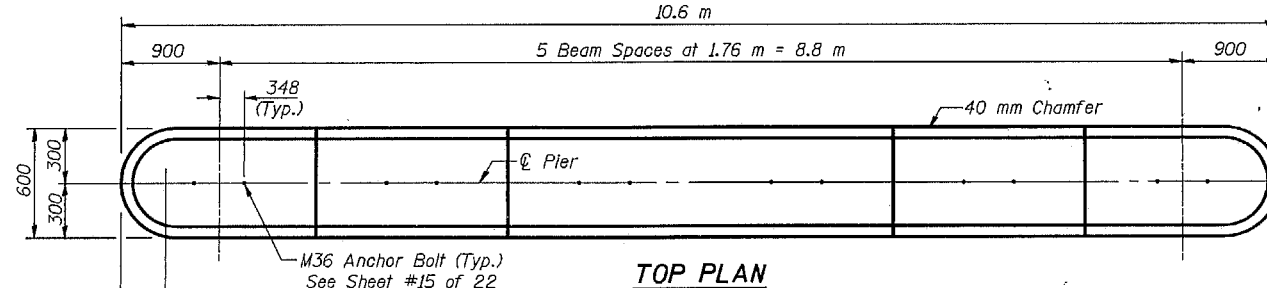 10.6 m
900
5 Beam Spaces at 1.76 m = 8.8 m
900
348
(Typ.)
40 mm Chamfer
600
300
300
℄ Pier
M36 Anchor Bolt (Typ.)
See Sheet #15 of 22
TOP PLAN